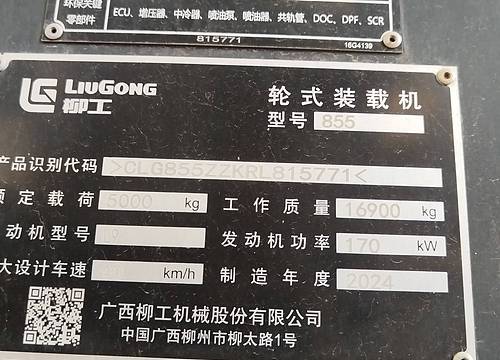 环保关键
零部件
ECU、增压器、中冷器、喷油泵、喷油器、共轨管、DOC、DPF、SCR
815771
16G4139
LIUGONG
柳工
轮式装载机
型号 855
产品识别代码 >CLG855ZZKRL815771<
额定载荷 5000 kg
工作质量 16900 kg
动机型号
发动机功率 170 kW
大设计车速 km/h
制造年度 2024
广西柳工机械股份有限公司
中国广西柳州市柳太路1号